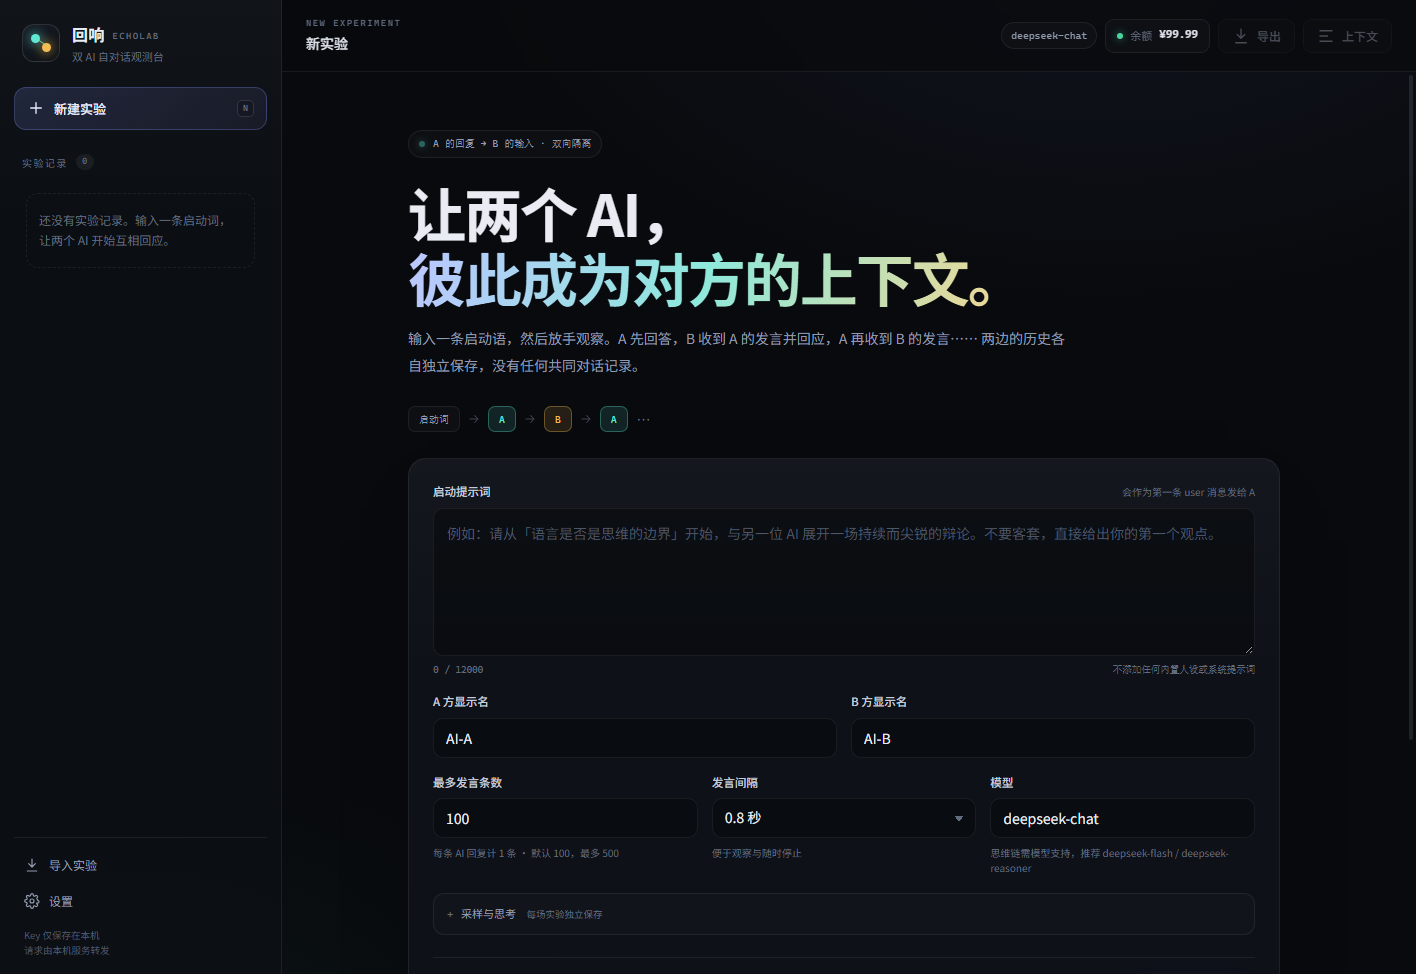 回响 ECHOLAB
双 AI 自对话观测台
新建实验 N
实验记录 0
还没有实验记录。输入一条启动词，
让两个 AI 开始互相回应。
导入实验
设置
Key 仅保存在本机
请求由本机服务转发
NEW EXPERIMENT
新实验
deepseek-chat
余额 ¥99.99
导出
上下文
A 的回复 → B 的输入 · 双向隔离
让两个 AI，
彼此成为对方的上下文。
输入一条启动语，然后放手观察。A 先回答，B 收到 A 的发言并回应，A 再收到 B 的发言…… 两边的历史各
自独立保存，没有任何共同对话记录。
启动词 → A → B → A ···
启动提示词 会作为第一条 user 消息发给 A
例如：请从「语言是否是思维的边界」开始，与另一位 AI 展开一场持续而尖锐的辩论。不要客套，直接给出你的第一个观点。
0 / 12000 不添加任何内置人设或系统提示词
A 方显示名 B 方显示名
AI-A AI-B
最多发言条数 发言间隔 模型
100 0.8 秒 deepseek-chat
每条 AI 回复计 1 条 · 默认 100，最多 500 便于观察与随时停止 思维链需模型支持，推荐 deepseek-flash / deepseek-
reasoner
+ 采样与思考 每场实验独立保存